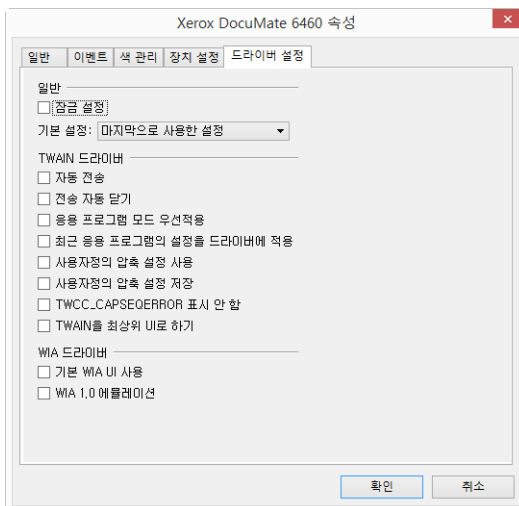 Xerox DocuMate 6460 속성
일반 이벤트 색 관리 장치 설정 드라이버 설정
일반
잠금 설정
기본 설정: 마지막으로 사용한 설정
TWAIN 드라이버
자동 전송
전송 자동 닫기
응용 프로그램 모드 우선적용
최근 응용 프로그램의 설정을 드라이버에 적용
사용자정의 압축 설정 사용
사용자정의 압축 설정 저장
TWCC_CAPSEQERROR 표시 안 함
TWAIN을 최상위 UI로 하기
WIA 드라이버
기본 WIA UI 사용
WIA 1.0 에뮬레이션
확인 취소